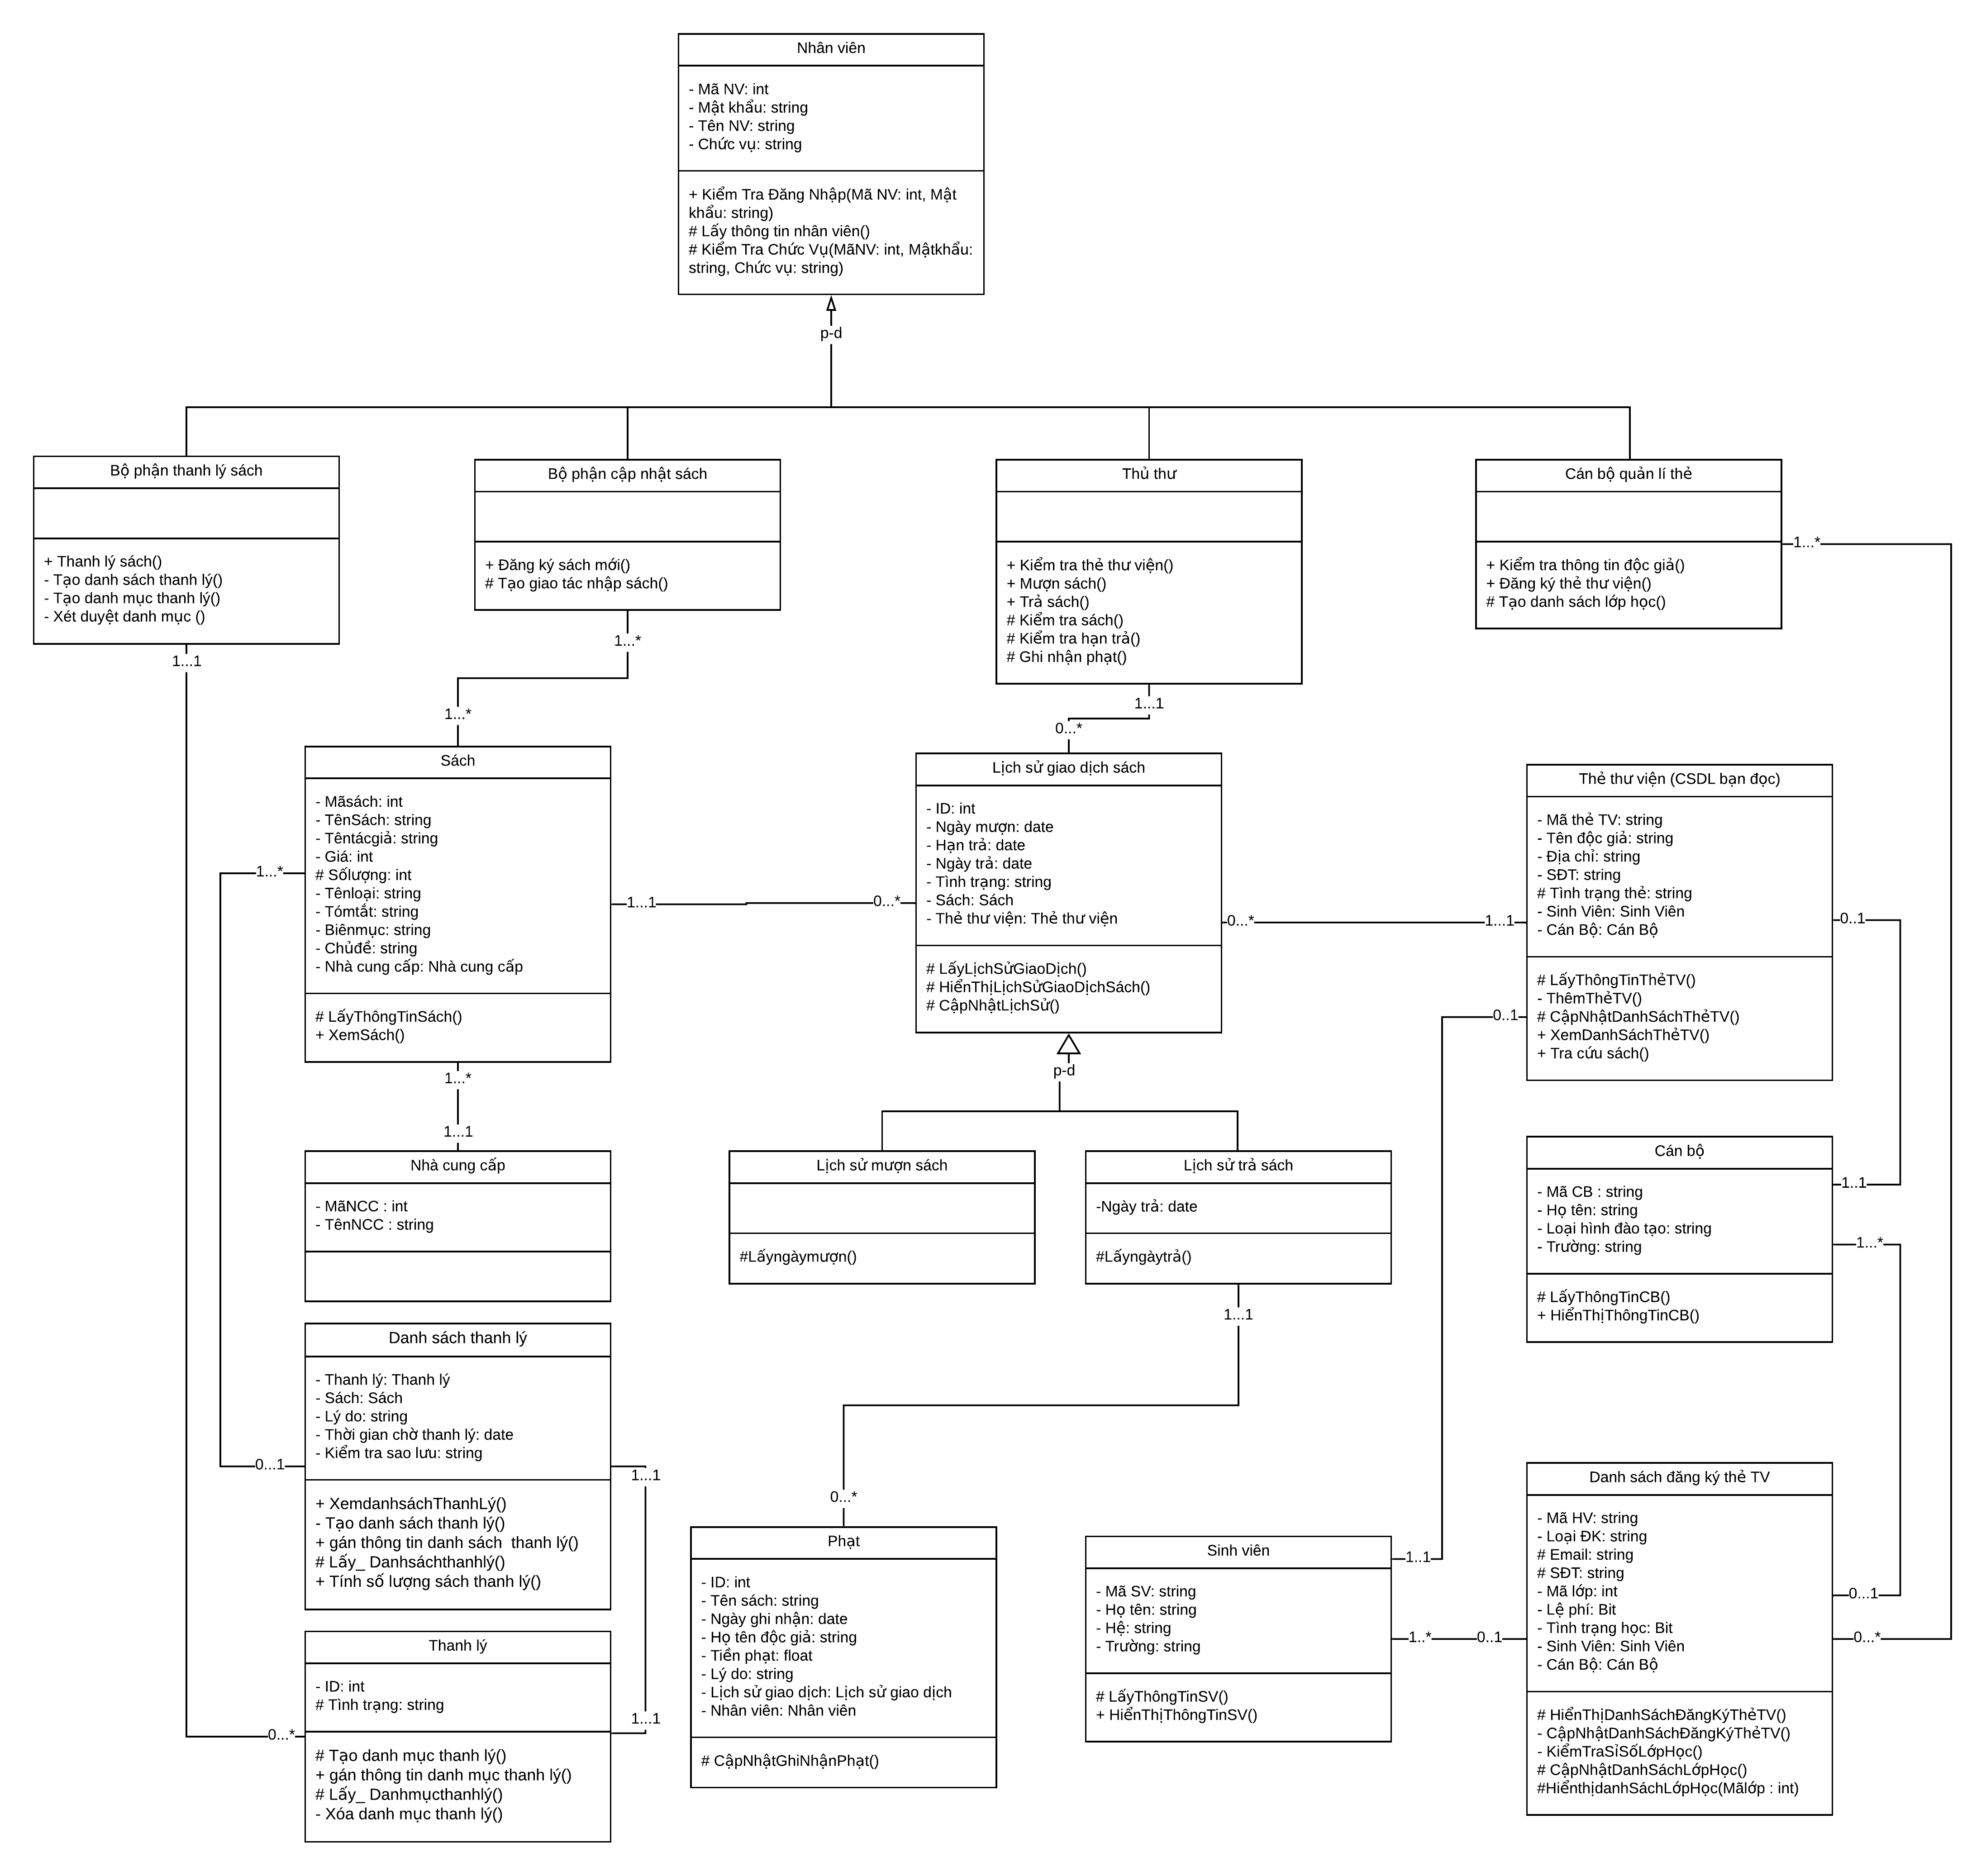 Nhân viên
- Mã NV: int
- Mật khẩu: string
- Tên NV: string
- Chức vụ: string
+ Kiểm Tra Đăng Nhập(Mã NV: int, Mật
khẩu: string)
# Lấy thông tin nhân viên()
# Kiểm Tra Chức Vụ(MãNV: int, Mậtkhẩu:
string, Chức vụ: string)
p-d
Bộ phận thanh lý sách
+ Thanh lý sách()
- Tạo danh sách thanh lý()
- Tạo danh mục thanh lý()
- Xét duyệt danh mục ()
1...1
Bộ phận cập nhật sách
+ Đăng ký sách mới()
# Tạo giao tác nhập sách()
1...*
1...*
Thủ thư
+ Kiểm tra thẻ thư viện()
+ Mượn sách()
+ Trả sách()
# Kiểm tra sách()
# Kiểm tra hạn trả()
# Ghi nhận phạt()
1...1
0...*
Cán bộ quản lí thẻ
+ Kiểm tra thông tin độc giả()
+ Đăng ký thẻ thư viện()
# Tạo danh sách lớp học()
1...*
Sách
- Mãsách: int
- TênSách: string
- Têntácgiả: string
- Giá: int
# Sốlượng: int
- Tênloại: string
- Tómtắt: string
- Biênmục: string
- Chủđề: string
- Nhà cung cấp: Nhà cung cấp
# LấyThôngTinSách()
+ XemSách()
1...*
1...1
0...*
1...*
1...1
Lịch sử giao dịch sách
- ID: int
- Ngày mượn: date
- Hạn trả: date
- Ngày trả: date
- Tình trạng: string
- Sách: Sách
- Thẻ thư viện: Thẻ thư viện
# LấyLịchSửGiaoDịch()
# HiểnThịLịchSửGiaoDịchSách()
# CậpNhậtLịchSử()
0...*
1...1
p-d
Thẻ thư viện (CSDL bạn đọc)
- Mã thẻ TV: string
- Tên độc giả: string
- Địa chỉ: string
- SĐT: string
# Tình trạng thẻ: string
- Sinh Viên: Sinh Viên
- Cán Bộ: Cán Bộ
# LấyThôngTinThẻTV()
- ThêmThẻTV()
# CậpNhậtDanhSáchThẻTV()
+ XemDanhSáchThẻTV()
+ Tra cứu sách()
0..1
0..1
Nhà cung cấp
- MãNCC : int
- TênNCC : string
Lịch sử mượn sách
#Lấyngàymượn()
Lịch sử trả sách
-Ngày trả: date
#Lấyngàytrả()
1...1
0...*
Cán bộ
- Mã CB : string
- Họ tên: string
- Loại hình đào tạo: string
- Trường: string
# LấyThôngTinCB()
+ HiểnThịThôngTinCB()
1..1
1...*
Danh sách thanh lý
- Thanh lý: Thanh lý
- Sách: Sách
- Lý do: string
- Thời gian chờ thanh lý: date
- Kiểm tra sao lưu: string
+ XemdanhsáchThanhLý()
- Tạo danh sách thanh lý()
+ gán thông tin danh sách  thanh lý()
# Lấy_ Danhsáchthanhlý()
+ Tính số lượng sách thanh lý()
0...1
1...1
1...1
Thanh lý
- ID: int
# Tình trạng: string
# Tạo danh mục thanh lý()
+ gán thông tin danh mục thanh lý()
# Lấy_ Danhmụcthanhlý()
- Xóa danh mục thanh lý()
0...*
Phạt
- ID: int
- Tên sách: string
- Ngày ghi nhận: date
- Họ tên độc giả: string
- Tiền phạt: float
- Lý do: string
- Lịch sử giao dịch: Lịch sử giao dịch
- Nhân viên: Nhân viên
# CậpNhậtGhiNhậnPhạt()
Sinh viên
- Mã SV: string
- Họ tên: string
- Hệ: string
- Trường: string
# LấyThôngTinSV()
+ HiểnThịThôngTinSV()
1..1
1..*
0..1
Danh sách đăng ký thẻ TV
- Mã HV: string
- Loại ĐK: string
# Email: string
# SĐT: string
- Mã lớp: int
- Lệ phí: Bit
- Tình trạng học: Bit
- Sinh Viên: Sinh Viên
- Cán Bộ: Cán Bộ
# HiểnThịDanhSáchĐăngKýThẻTV()
- CậpNhậtDanhSáchĐăngKýThẻTV()
- KiểmTraSỉSốLớpHọc()
# CậpNhậtDanhSáchLớpHọc()
#HiểnthịdanhSáchLớpHọc(Mãlớp : int)
0...1
0...*